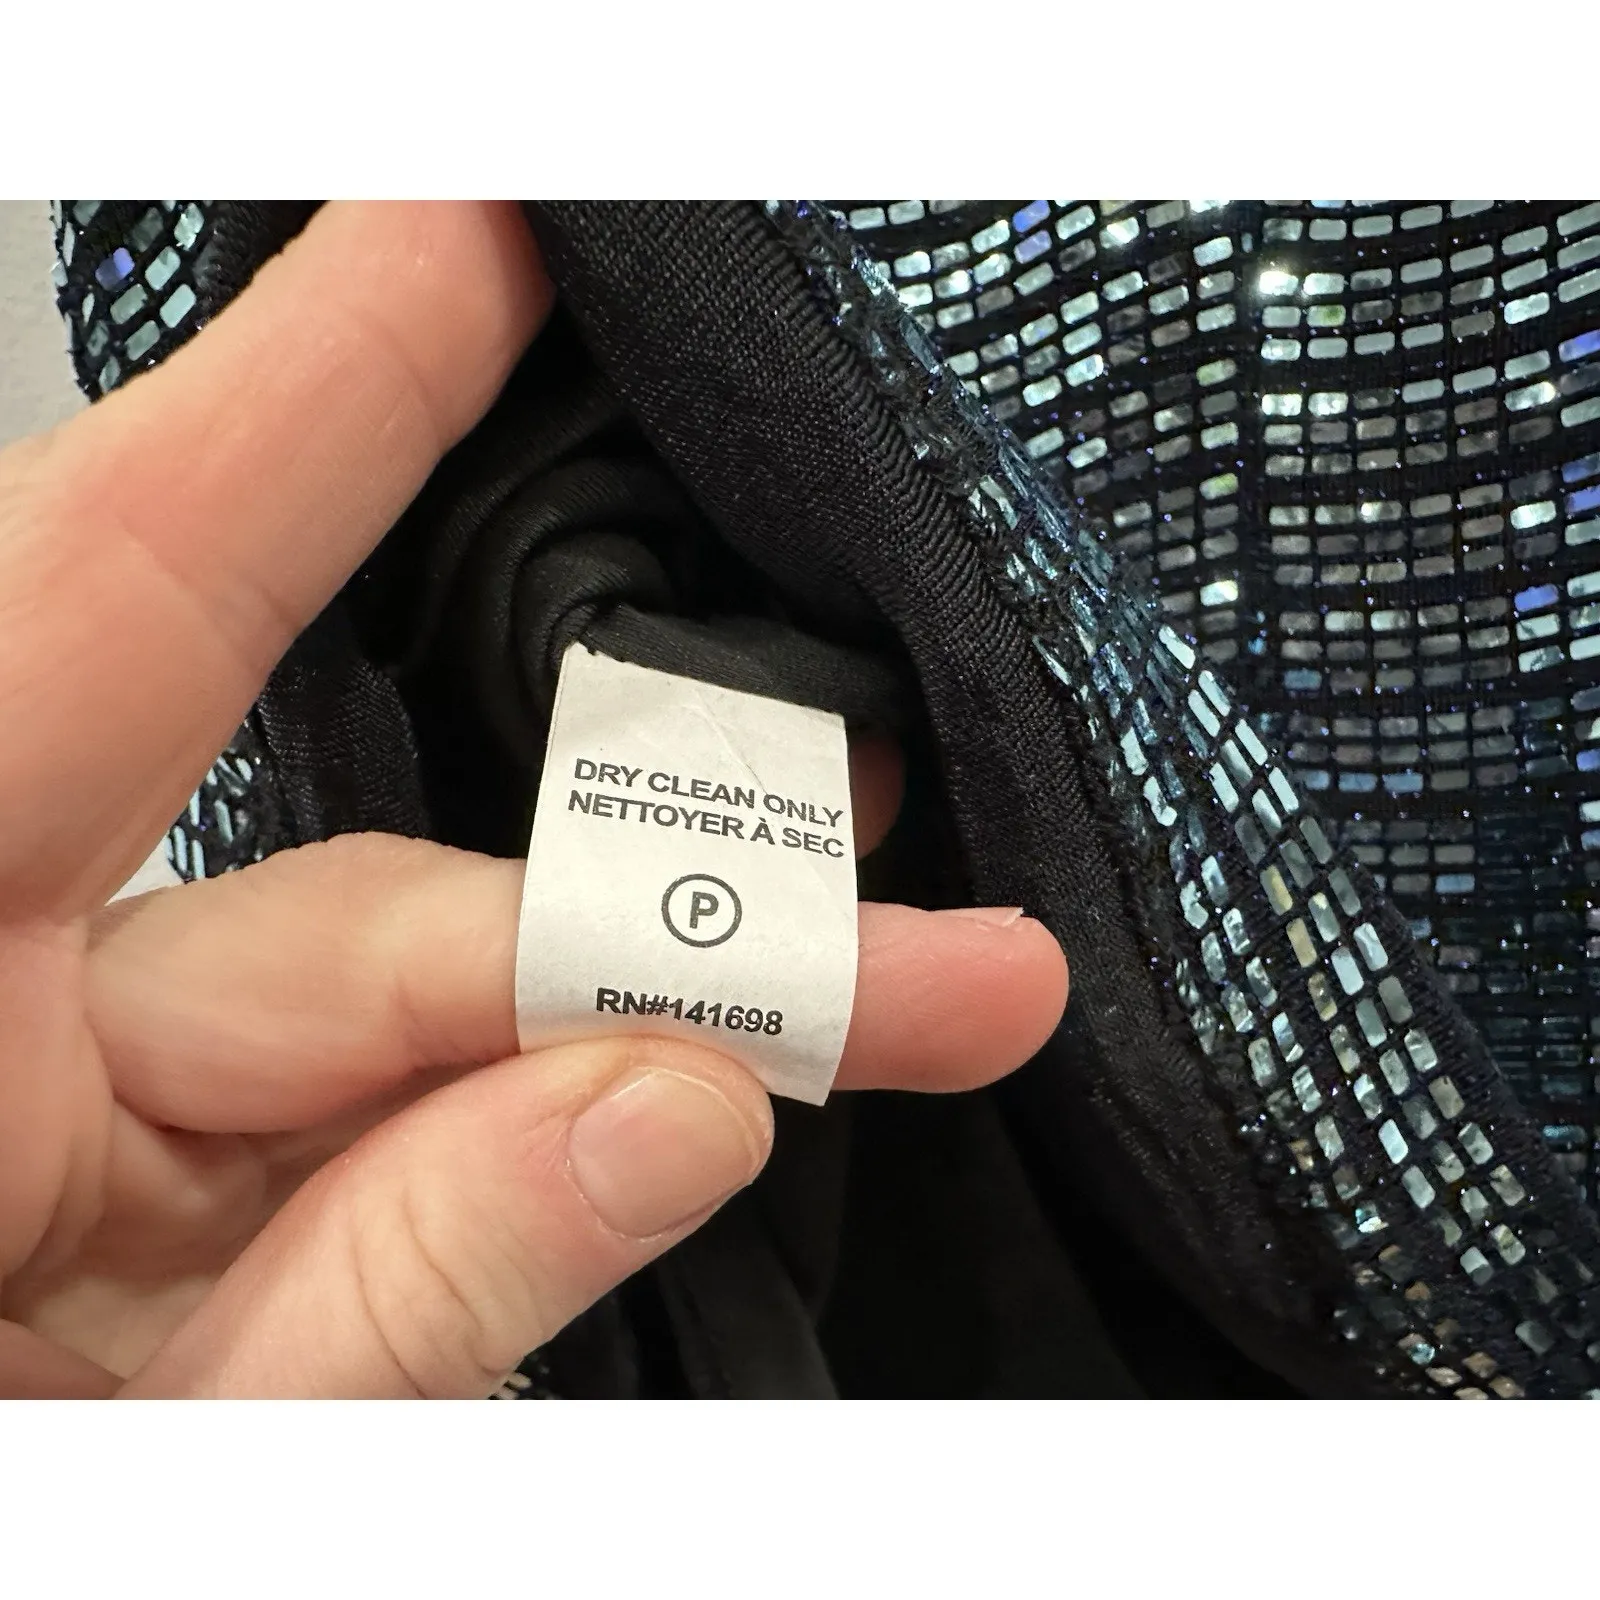 DRY CLEAN ONLY
NETTOYER À SEC
P
RN#141698